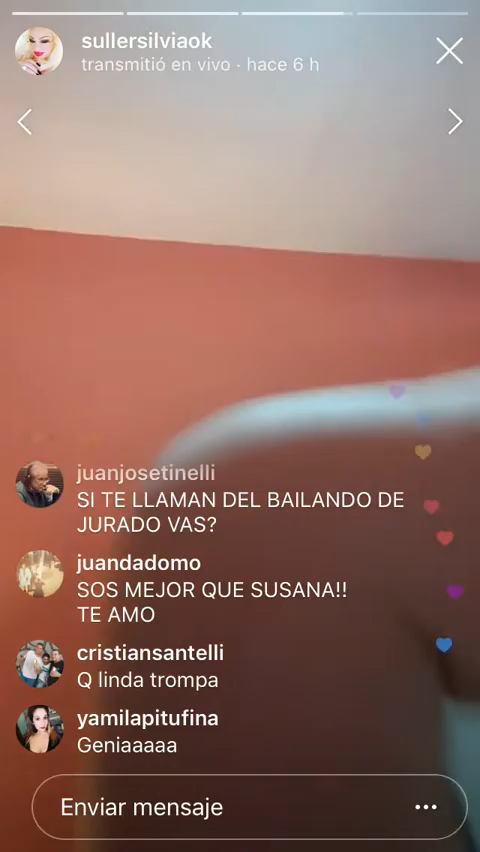 sullersilviaok
transmitió en vivo · hace 6 h
juanjosetinelli
SI TE LLAMAN DEL BAILANDO DE
JURADO VAS?
juandadomo
SOS MEJOR QUE SUSANA!!
TE AMO
cristiansantelli
Q linda trompa
yamilapitufina
Geniaaaaa
Enviar mensaje